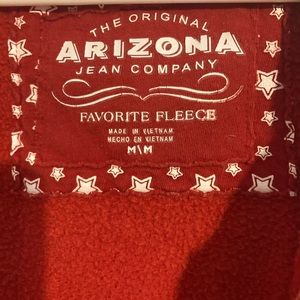 THE ORIGINAL
ARIZONA
JEAN COMPANY
FAVORITE FLEECE
MADE IN VIETNAM
HECHO EN VIETNAM
M\M